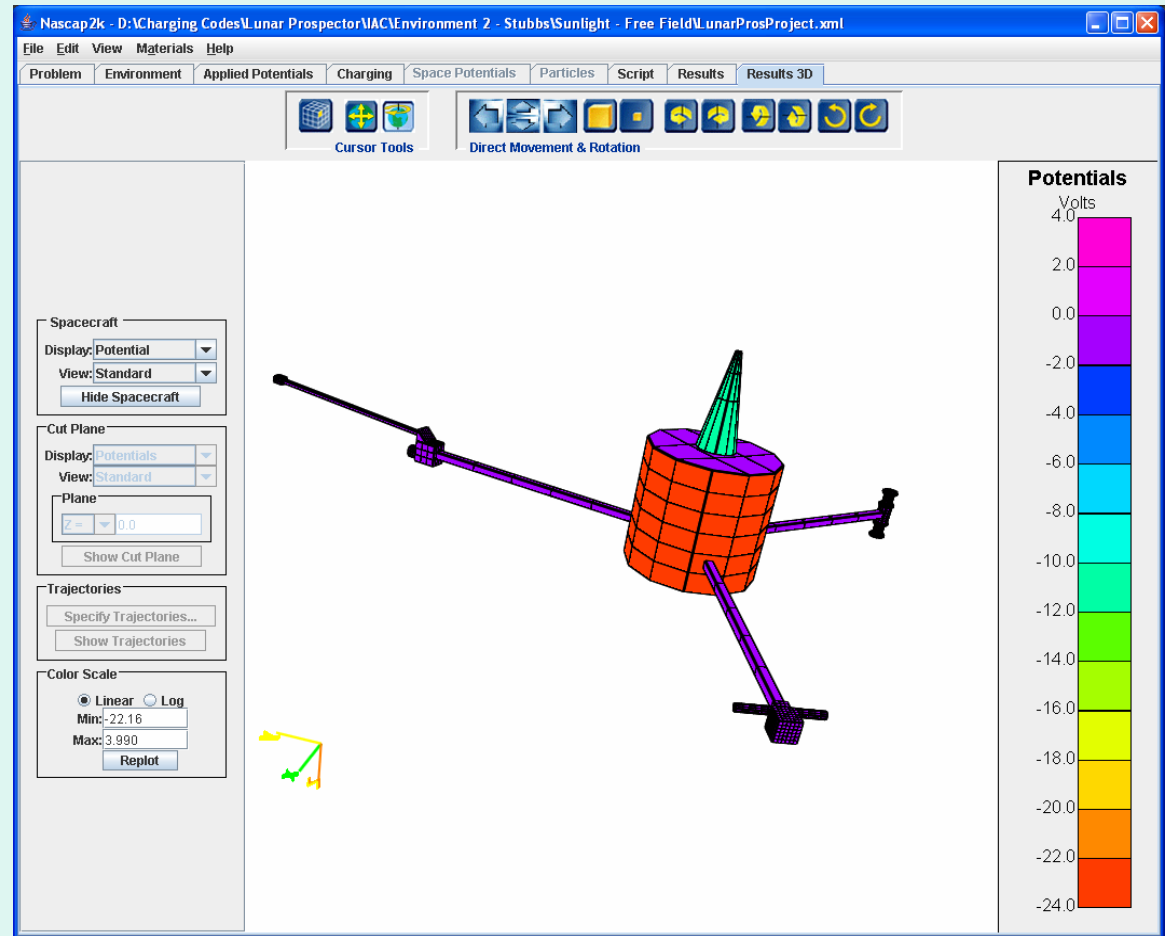 Nascap2k - D:\Charging Codes\Lunar Prospector\IAC\Environment 2 - Stubbs\Sunlight - Free Field\LunarProsProject.xml
File Edit View Materials Help
Problem Environment Applied Potentials Charging Space Potentials Particles Script Results Results 3D
Cursor Tools Direct Movement & Rotation
Spacecraft
Display: Potential
View: Standard
Hide Spacecraft
Cut Plane
Display: Potentials
View: Standard
Plane
Z = 0.0
Show Cut Plane
Trajectories
Specify Trajectories...
Show Trajectories
Color Scale
Linear Log
Min: -22.16
Max: 3.990
Replot
Potentials
Volts
4.0
2.0
0.0
-2.0
-4.0
-6.0
-8.0
-10.0
-12.0
-14.0
-16.0
-18.0
-20.0
-22.0
-24.0